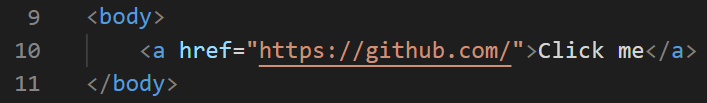 9 <body>
10 <a href="https://github.com/">Click me</a>
11 </body>